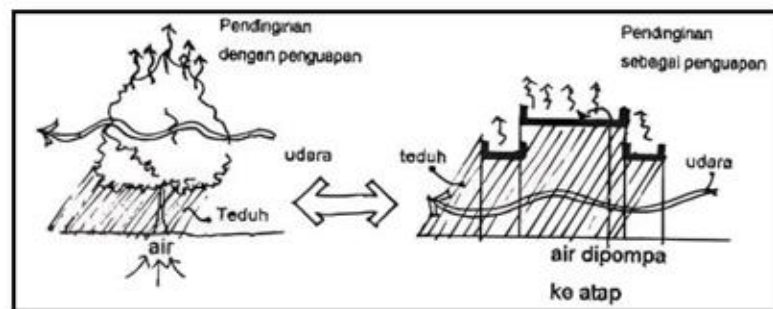 Pendinginan
dengan penguapan
udara
Teduh
air
Pendinginan
sebagai penguapan
teduh
udara
air dipompa
ke atap